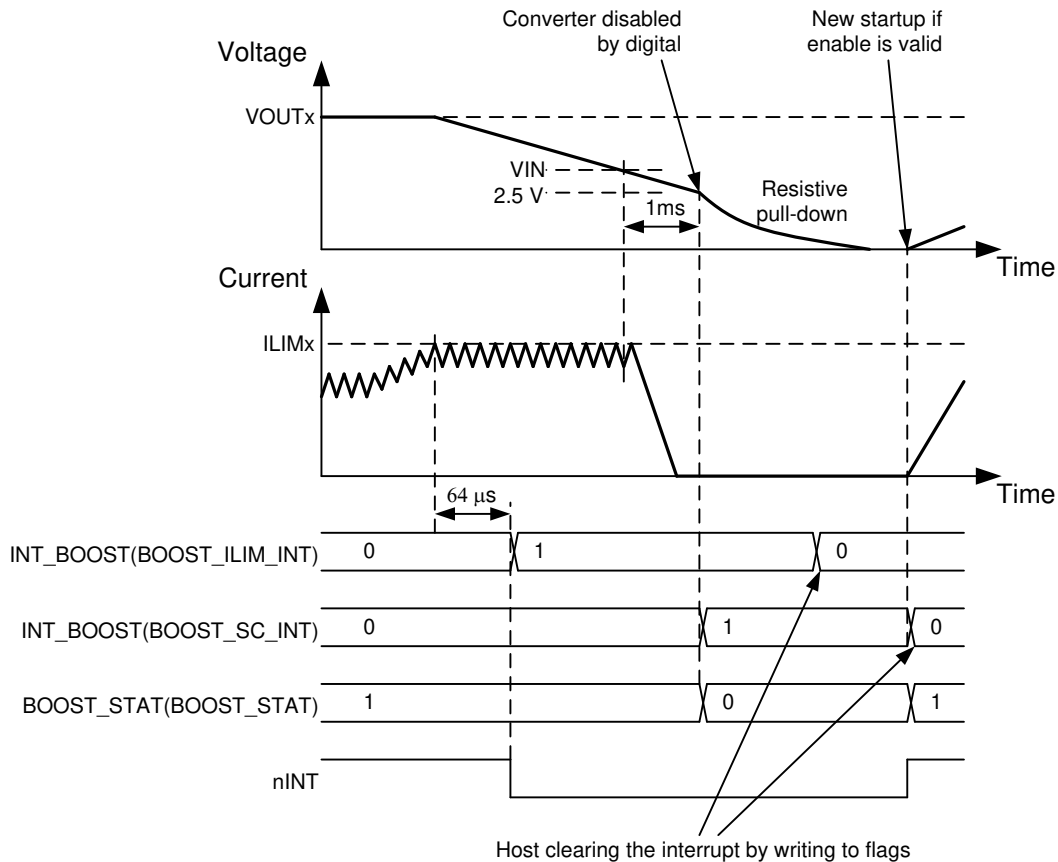 Converter disabled
by digital
New startup if
enable is valid
Voltage
VOUTx
VIN
2.5 V
1ms
Resistive
pull-down
Time
Current
ILIMx
Time
64 µs
INT_BOOST(BOOST_ILIM_INT)
0
1
0
INT_BOOST(BOOST_SC_INT)
0
1
0
BOOST_STAT(BOOST_STAT)
1
0
1
nINT
Host clearing the interrupt by writing to flags